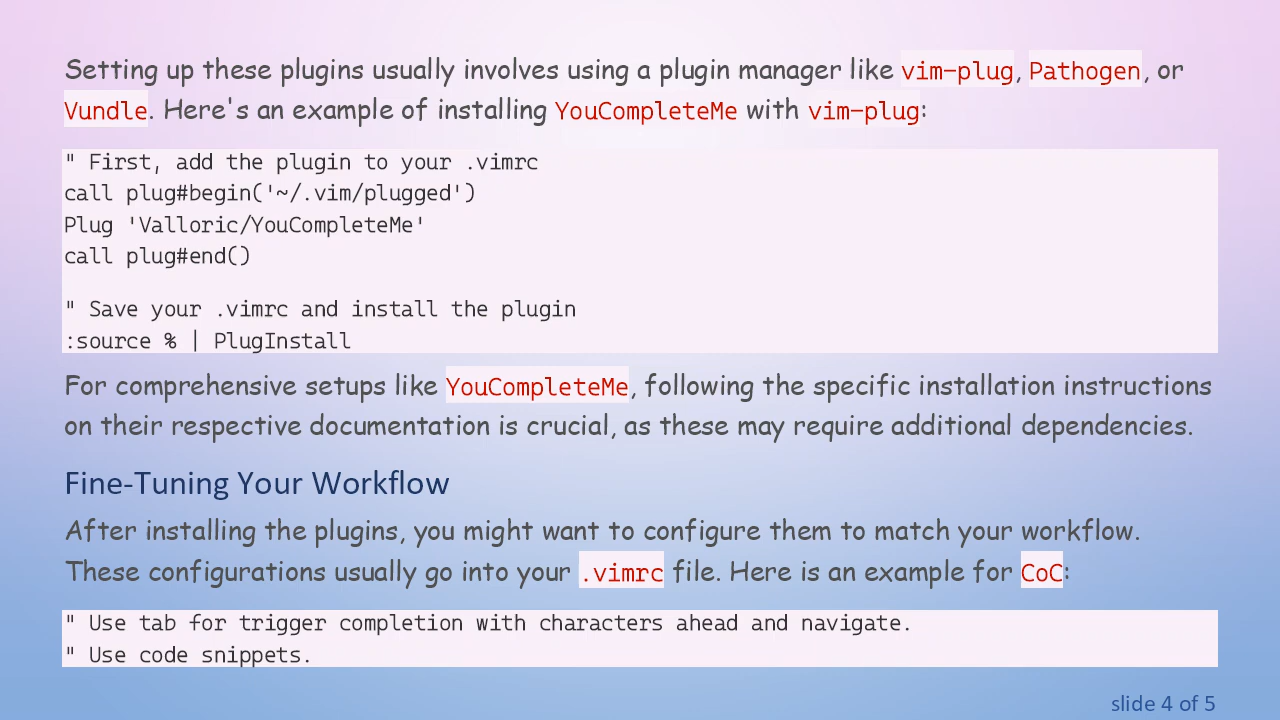 Setting up these plugins usually involves using a plugin manager like vim-plug, Pathogen, or
Vundle. Here's an example of installing YouCompleteMe with vim-plug:
" First, add the plugin to your .vimrc
call plug#begin('~/.vim/plugged')
Plug 'Valloric/YouCompleteMe'
call plug#end()
" Save your .vimrc and install the plugin
:source % | PlugInstall
For comprehensive setups like YouCompleteMe, following the specific installation instructions
on their respective documentation is crucial, as these may require additional dependencies.
Fine-Tuning Your Workflow
After installing the plugins, you might want to configure them to match your workflow.
These configurations usually go into your .vimrc file. Here is an example for CoC:
" Use tab for trigger completion with characters ahead and navigate.
" Use code snippets.
slide 4 of 5